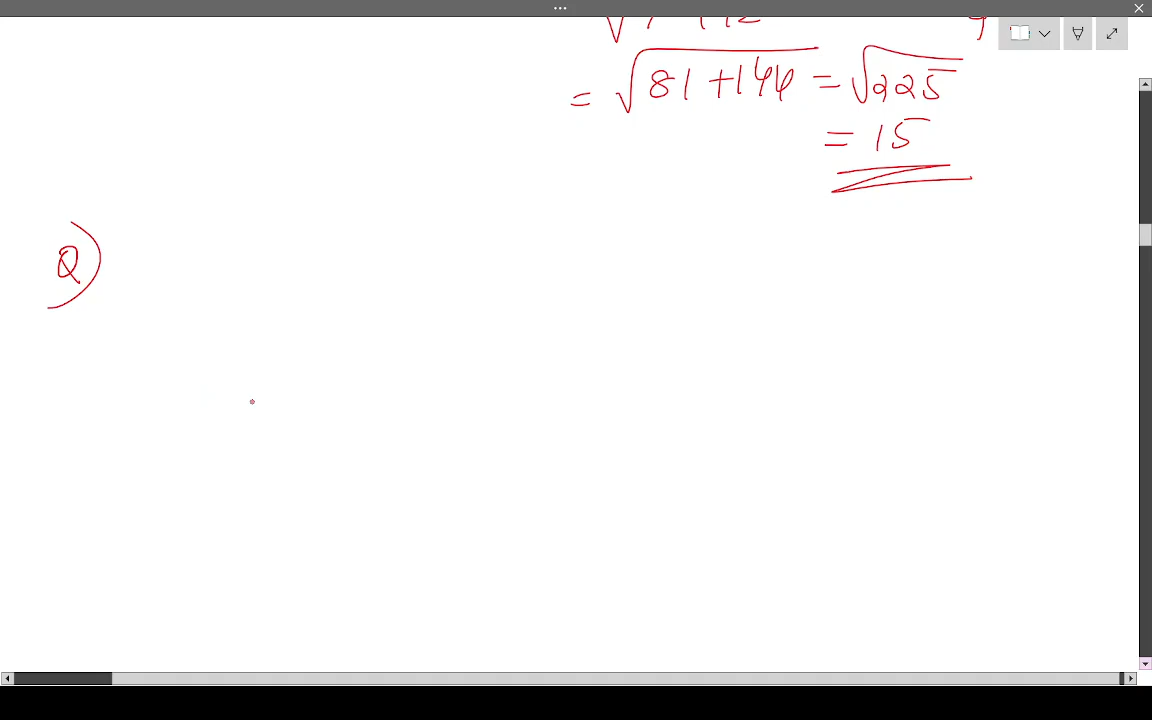 = √81 + 144 = √225
= 15
Q)